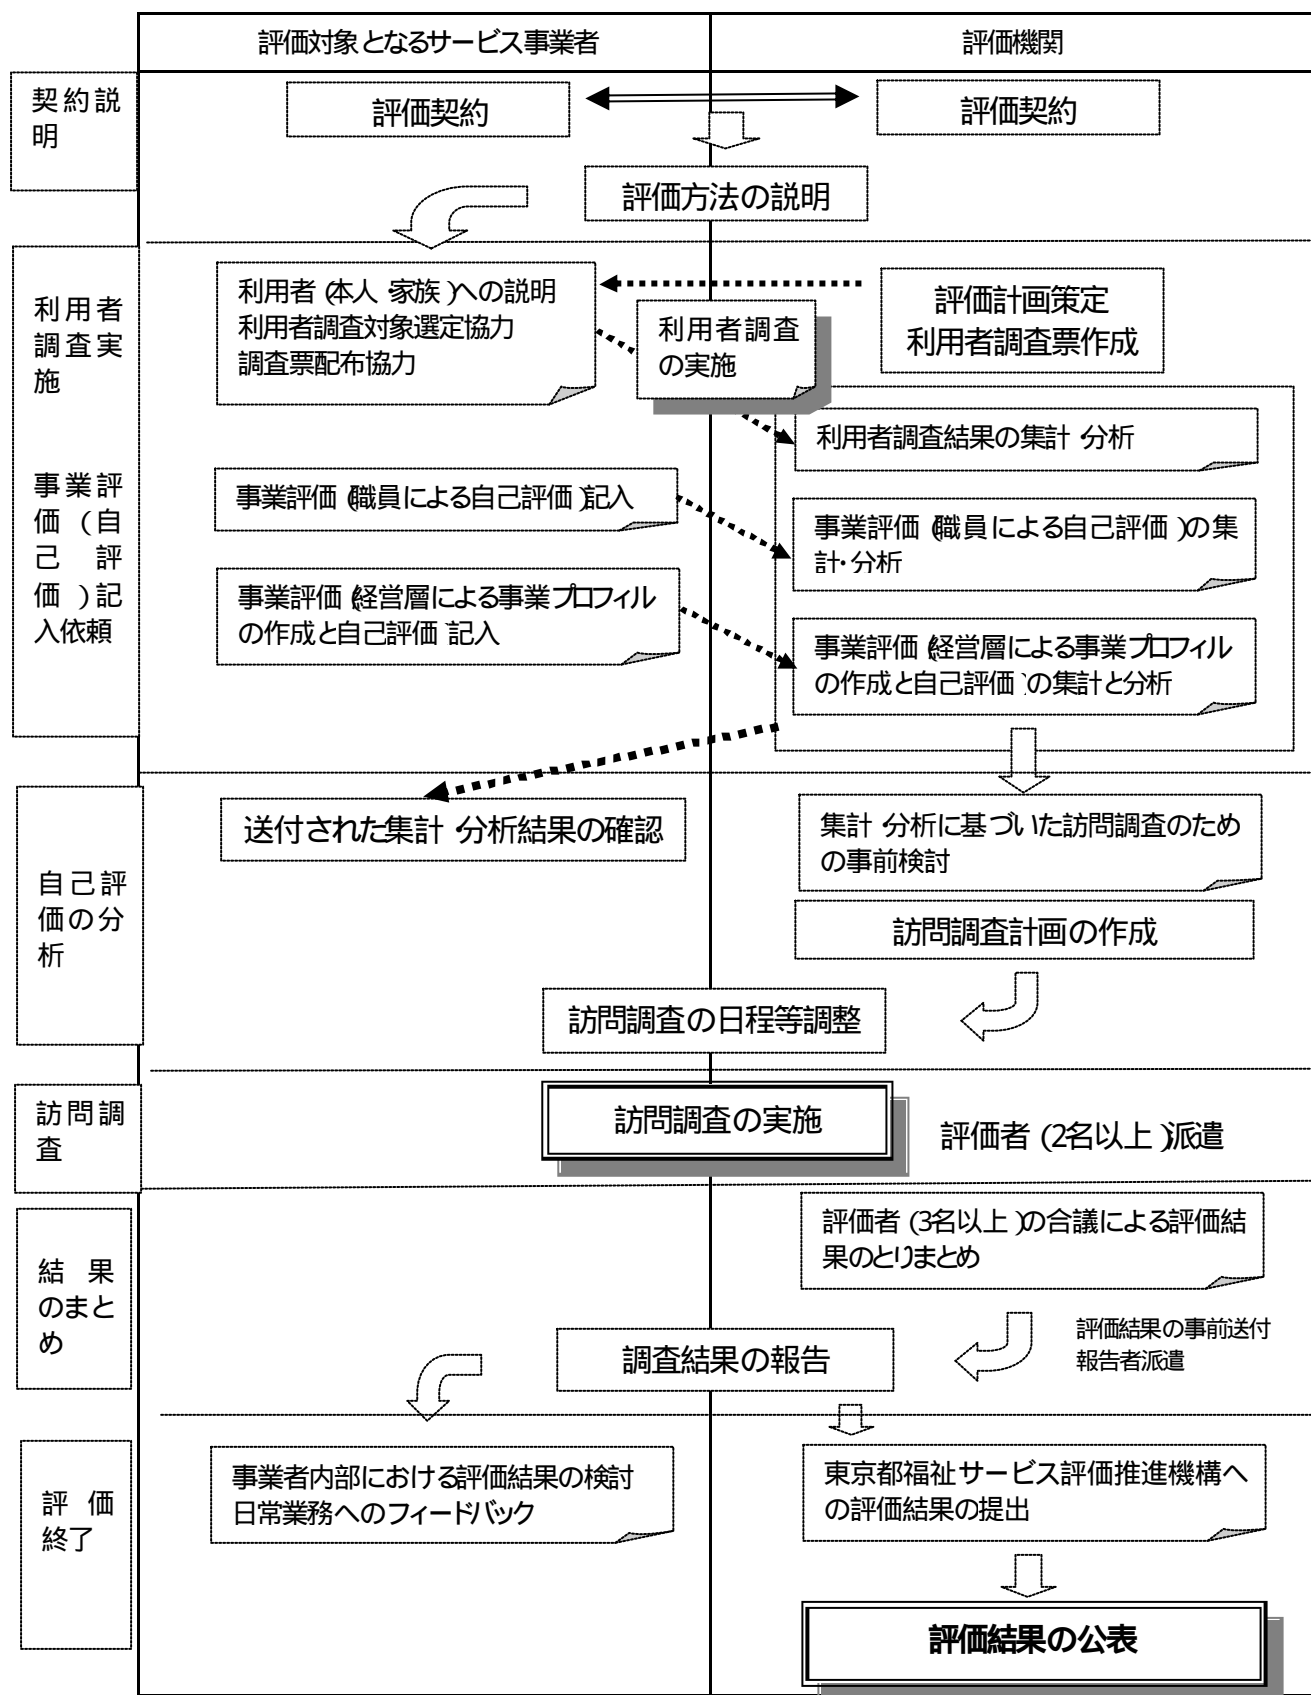 評価対象となるサービス事業者
評価機関
契約説
明
評価契約
評価契約
評価方法の説明
利用者
調査実
施
事業評
価（自
己評
価）記
入依頼
利用者（本人・家族）への説明
利用者調査対象選定協力
調査票配布協力
利用者調査
の実施
評価計画策定
利用者調査票作成
利用者調査結果の集計・分析
事業評価（職員による自己評価）記入
事業評価（職員による自己評価）の集
計・分析
事業評価（経営層による事業プロフィル
の作成と自己評価）記入
事業評価（経営層による事業プロフィル
の作成と自己評価）の集計と分析
自己評
価の分
析
送付された集計・分析結果の確認
集計・分析に基づいた訪問調査のため
の事前検討
訪問調査計画の作成
訪問調査の日程等調整
訪問調
査
訪問調査の実施
評価者（2名以上）派遣
結果
のまと
め
評価者（3名以上）の合議による評価結
果のとりまとめ
評価結果の事前送付
報告者派遣
調査結果の報告
評価
終了
事業者内部における評価結果の検討
日常業務へのフィードバック
東京都福祉サービス評価推進機構へ
の評価結果の提出
評価結果の公表